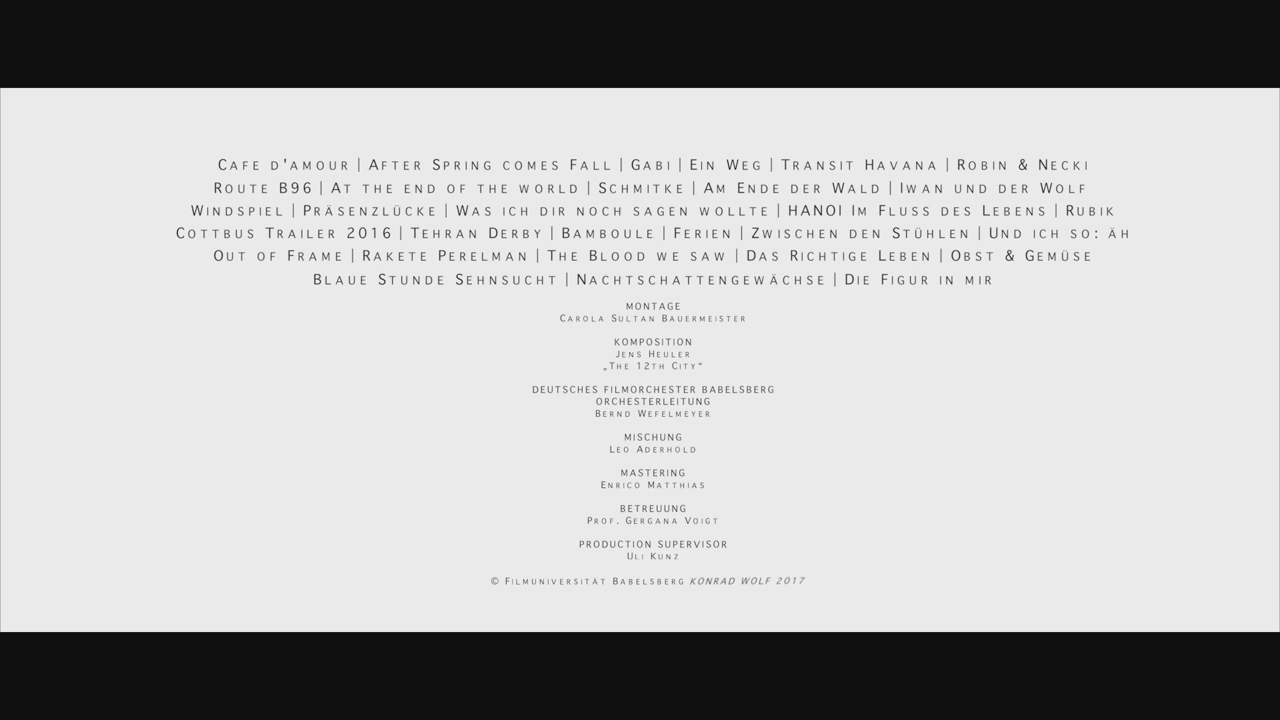 Cafe d'amour | After Spring comes Fall | Gabi | Ein Weg | Transit Havana | Robin & Necki
Route B96 | At the end of the world | Schmitke | Am Ende der Wald | Iwan und der Wolf
Windspiel | Präsenzlücke | Was ich dir noch sagen wollte | HANOI Im Fluss des Lebens | Rubik
Cottbus Trailer 2016 | Tehran Derby | Bamboule | Ferien | Zwischen den Stühlen | Und ich so: äh
Out of Frame | Rakete Perelman | The Blood we saw | Das Richtige Leben | Obst & Gemüse
Blaue Stunde Sehnsucht | Nachtschattengewächse | Die Figur in mir
MONTAGE
Carola Sultan Bauermeister
KOMPOSITION
Jens Heuler
„The 12th City“
DEUTSCHES FILMORCHESTER BABELSBERG
ORCHESTERLEITUNG
Bernd Wefelmeyer
MISCHUNG
Leo Aderhold
MASTERING
Enrico Matthias
BETREUUNG
Prof. Gergana Voigt
PRODUCTION SUPERVISOR
Uli Kunz
© Filmuniversität Babelsberg KONRAD WOLF 2017